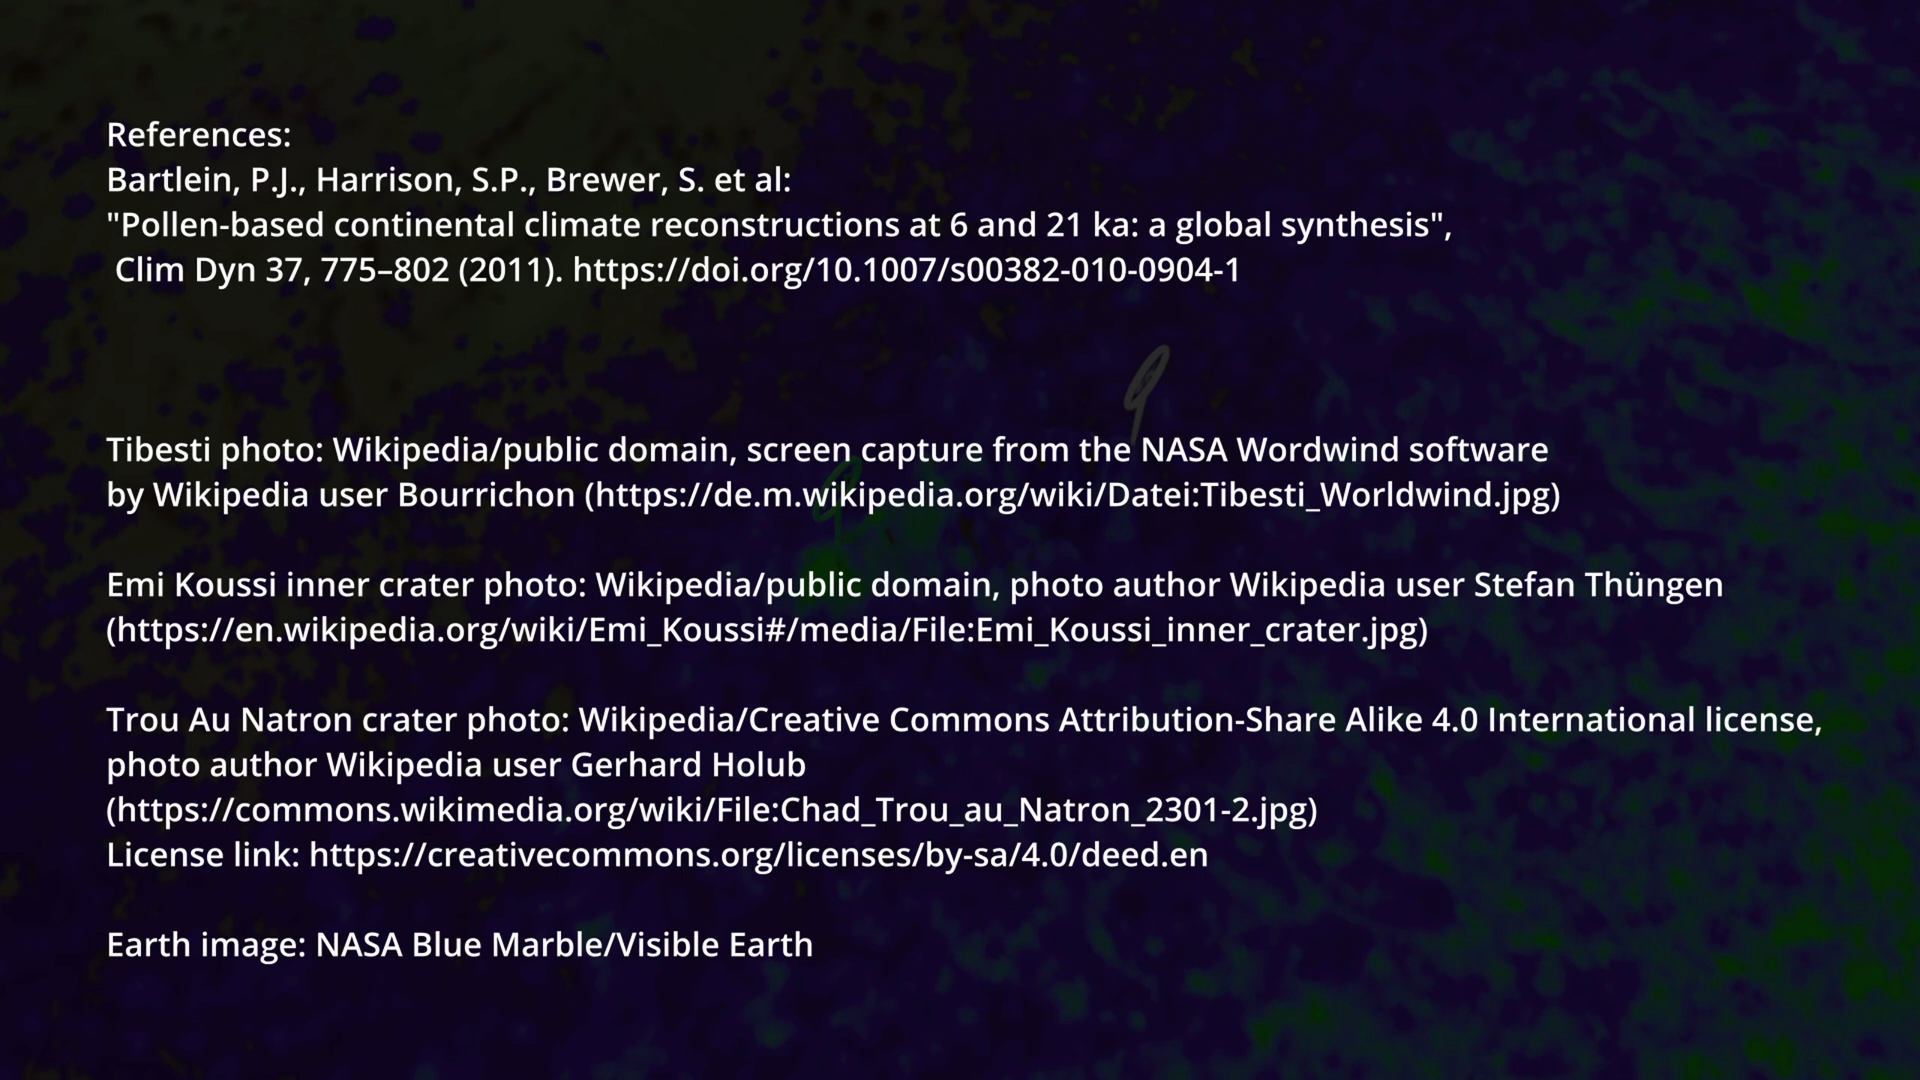 References:
Bartlein, P.J., Harrison, S.P., Brewer, S. et al:
"Pollen-based continental climate reconstructions at 6 and 21 ka: a global synthesis",
Clim Dyn 37, 775–802 (2011). https://doi.org/10.1007/s00382-010-0904-1
Tibesti photo: Wikipedia/public domain, screen capture from the NASA Wordwind software
by Wikipedia user Bourrichon (https://de.m.wikipedia.org/wiki/Datei:Tibesti_Worldwind.jpg)
Emi Koussi inner crater photo: Wikipedia/public domain, photo author Wikipedia user Stefan Thüngen
(https://en.wikipedia.org/wiki/Emi_Koussi#/media/File:Emi_Koussi_inner_crater.jpg)
Trou Au Natron crater photo: Wikipedia/Creative Commons Attribution-Share Alike 4.0 International license,
photo author Wikipedia user Gerhard Holub
(https://commons.wikimedia.org/wiki/File:Chad_Trou_au_Natron_2301-2.jpg)
License link: https://creativecommons.org/licenses/by-sa/4.0/deed.en
Earth image: NASA Blue Marble/Visible Earth